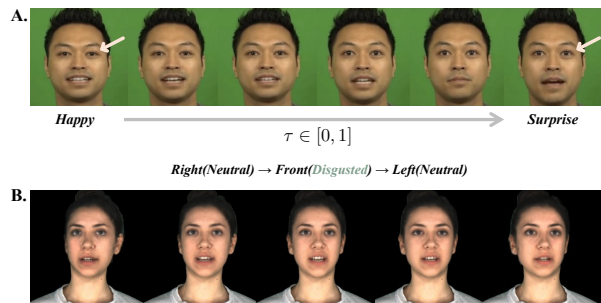 A.
Happy
Surprise
τ ∈ [0, 1]
Right(Neutral) → Front(Disgusted) → Left(Neutral)
B.